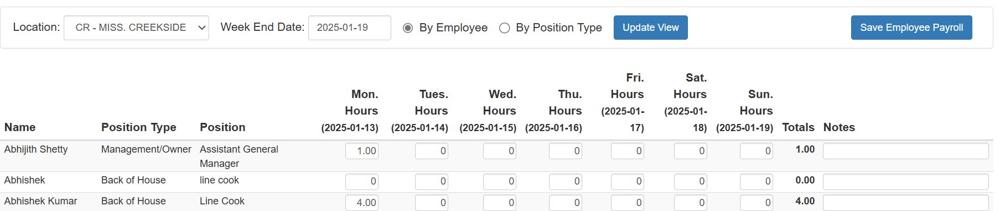 Location: CR - MISS. CREEKSIDE Week End Date: 2025-01-19 By Employee By Position Type Update View Save Employee Payroll
Name Position Type Position Mon. Hours (2025-01-13) Tues. Hours (2025-01-14) Wed. Hours (2025-01-15) Thu. Hours (2025-01-16) Fri. Hours (2025-01-17) Sat. Hours (2025-01-18) Sun. Hours (2025-01-19) Totals Notes
Abhijith Shetty Management/Owner Assistant General Manager 1.00 0 0 0 0 0 0 1.00
Abhishek Back of House line cook 0 0 0 0 0 0 0 0.00
Abhishek Kumar Back of House Line Cook 4.00 0 0 0 0 0 0 4.00